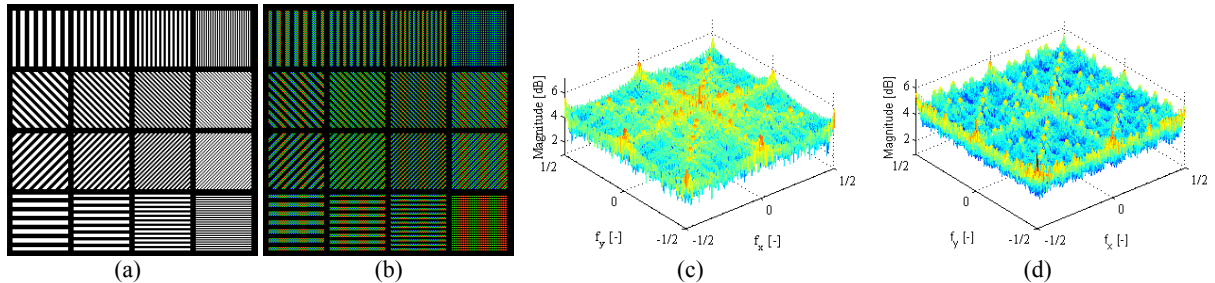 Magnitude [dB]
6
4
2
1/2
0
-1/2
f_y [-]
-1/2
0
1/2
f_x [-]
Magnitude [dB]
6
4
2
1/2
0
-1/2
f_y [-]
-1/2
0
1/2
f_x [-]
(a)
(b)
(c)
(d)